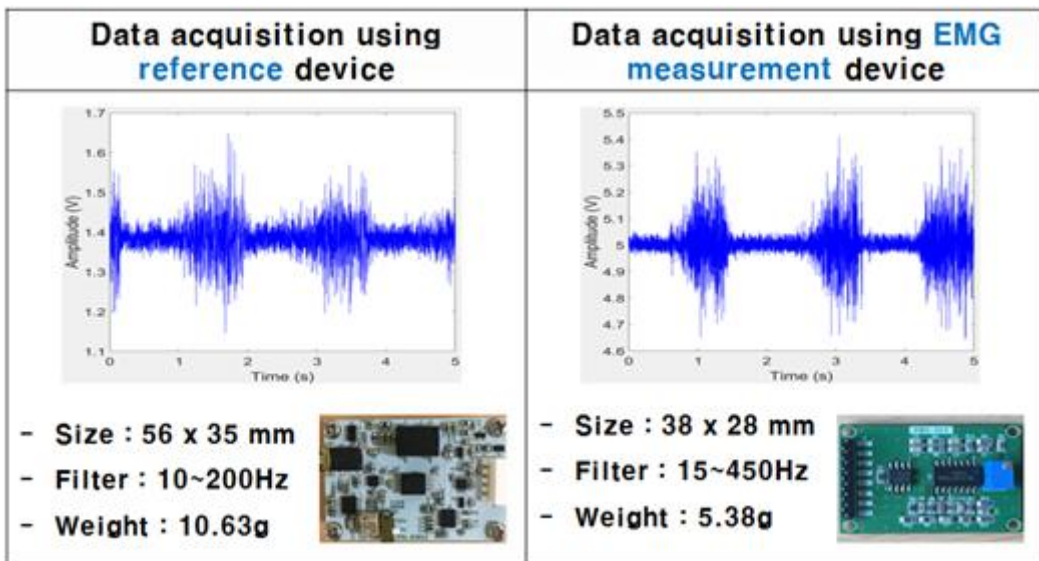 Data acquisition using
reference device
Data acquisition using EMG
measurement device
1.7
1.6
1.5
1.4
1.3
1.2
1.1
Amplitude (V)
0 1 2 3 4 5
Time (s)
5.5
5.4
5.3
5.2
5.1
5
4.9
4.8
4.7
4.6
Amplitude (V)
0 1 2 3 4 5
Time (s)
- Size : 56 x 35 mm
- Filter : 10~200Hz
- Weight : 10.63g
- Size : 38 x 28 mm
- Filter : 15~450Hz
- Weight : 5.38g